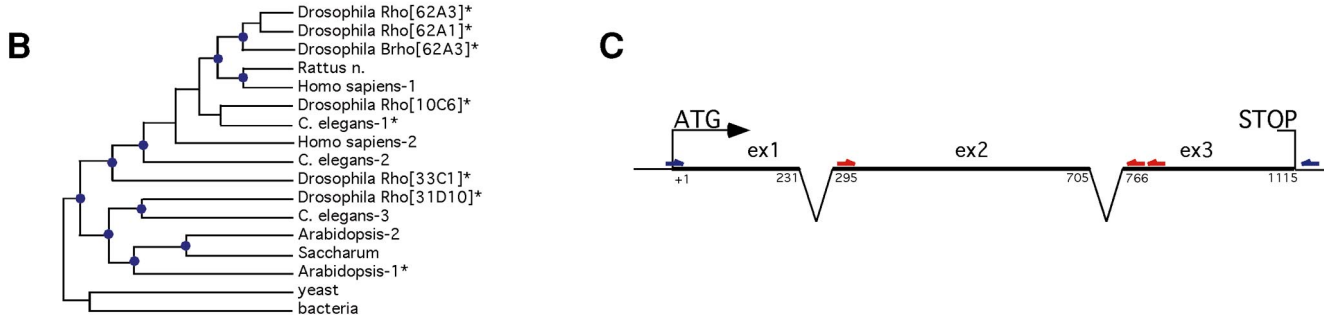 B
Drosophila Rho[62A3]*
Drosophila Rho[62A1]*
Drosophila Brho[62A3]*
Rattus n.
Homo sapiens-1
Drosophila Rho[10C6]*
C. elegans-1*
Homo sapiens-2
C. elegans-2
Drosophila Rho[33C1]*
Drosophila Rho[31D10]*
C. elegans-3
Arabidopsis-2
Saccharum
Arabidopsis-1*
yeast
bacteria
C
ATG STOP
ex1 ex2 ex3
+1 231 295 705 766 1115